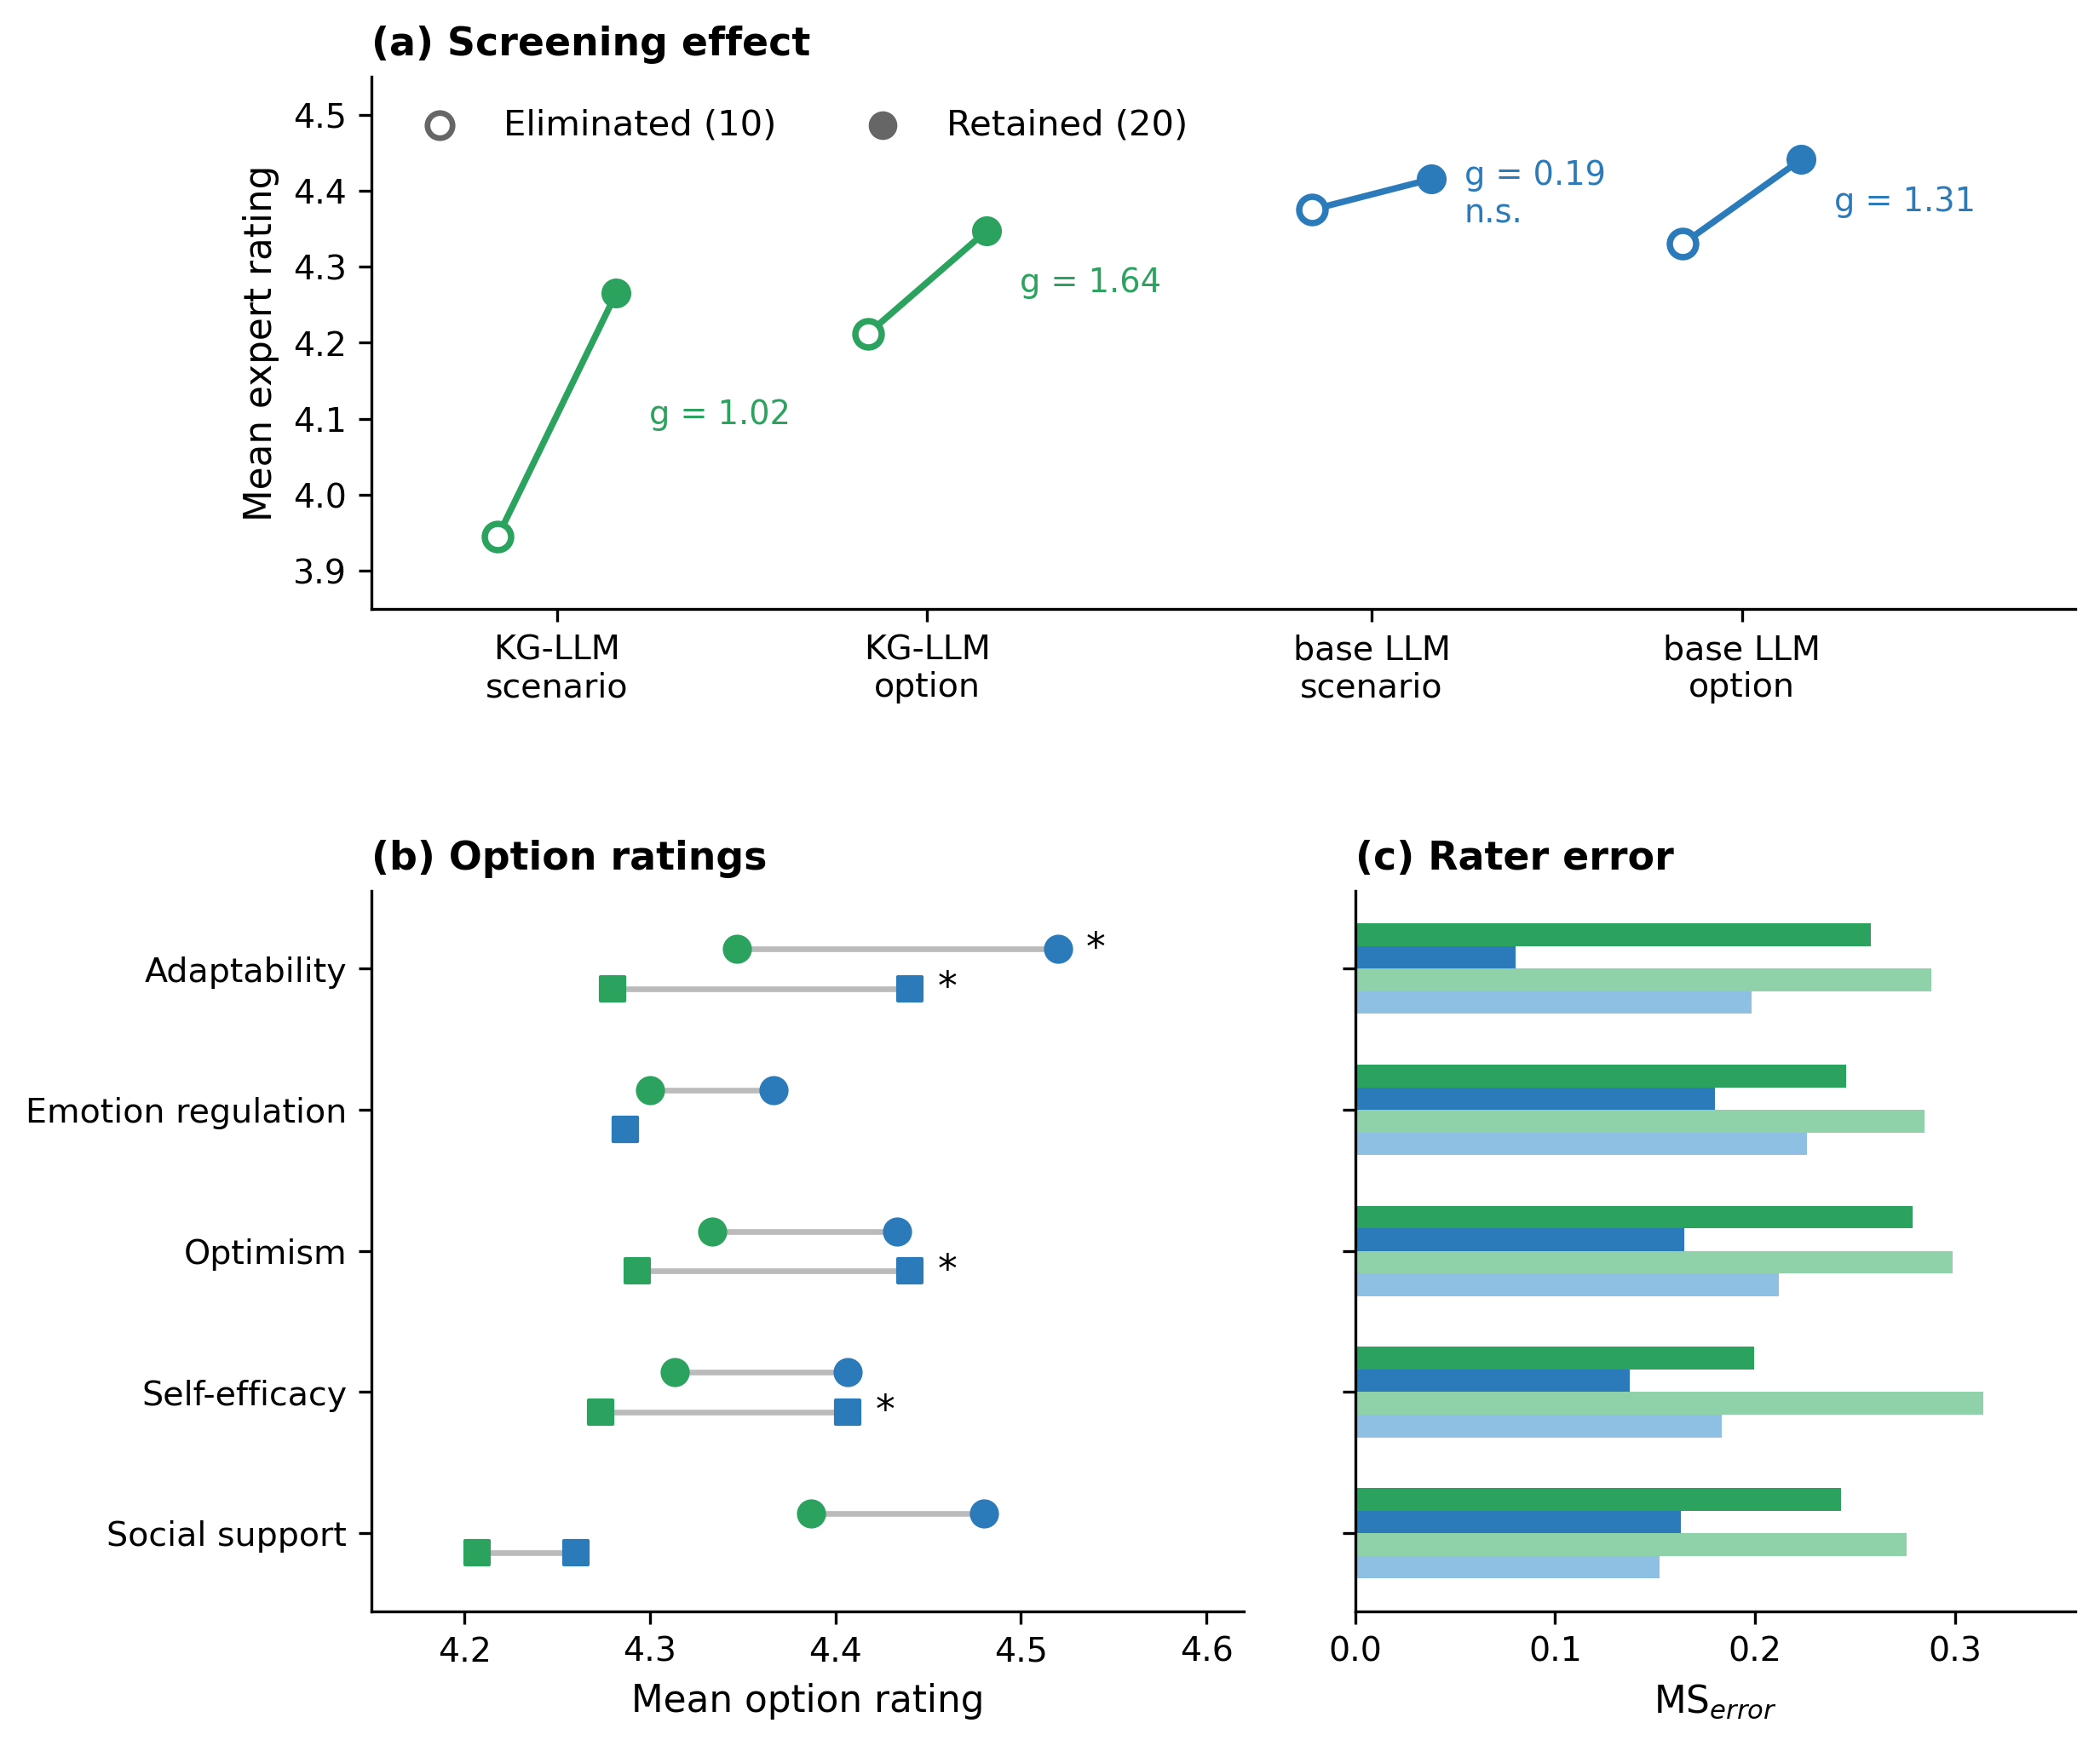 (a) Screening effect
Mean expert rating
4.5
4.4
4.3
4.2
4.1
4.0
3.9
Eliminated (10)
Retained (20)
g = 1.02
g = 1.64
g = 0.19
n.s.
g = 1.31
KG-LLM
scenario
KG-LLM
option
base LLM
scenario
base LLM
option
(b) Option ratings
Adaptability
Emotion regulation
Optimism
Self-efficacy
Social support
*
*
*
*
4.2
4.3
4.4
4.5
4.6
Mean option rating
(c) Rater error
0.0
0.1
0.2
0.3
MSerror